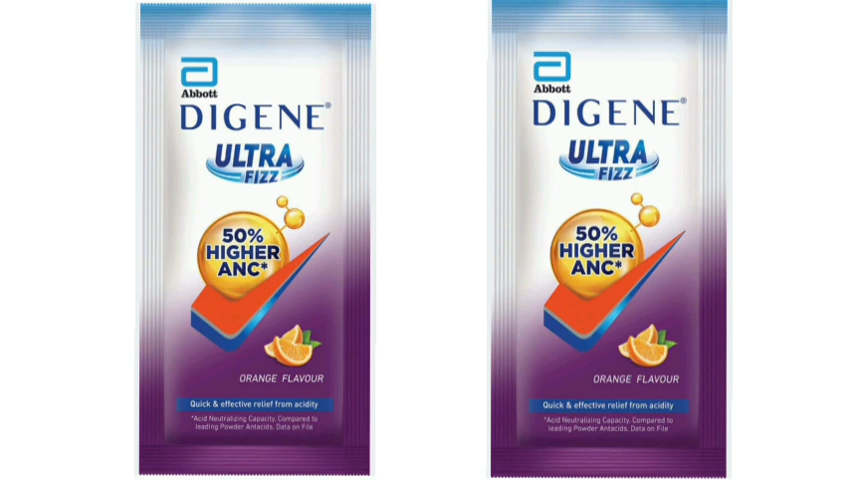 Abbott
DIGENE®
ULTRA
FIZZ
50%
HIGHER
ANC*
ORANGE FLAVOUR
Quick & effective relief from acidity
*Acid Neutralizing Capacity. Compared to
leading Powder Antacids. Data on File
Abbott
DIGENE®
ULTRA
FIZZ
50%
HIGHER
ANC*
ORANGE FLAVOUR
Quick & effective relief from acidity
*Acid Neutralizing Capacity. Compared to
leading Powder Antacids. Data on File